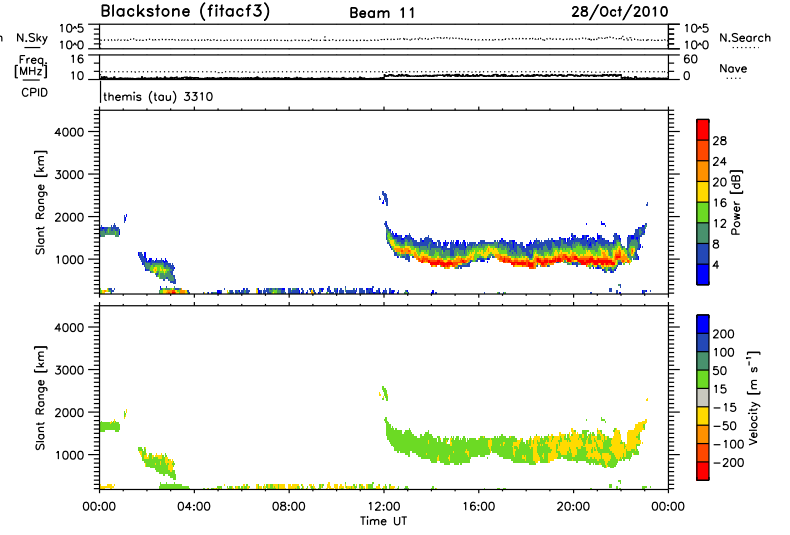 Blackstone (fitacf3) Beam 11 28/Oct/2010
n N.Sky 10^5 10^5 N.Search
10^0 10^0
Freq. 16 60
[MHz] 10 0 Nave
CPID themis (tau) 3310
4000
3000
2000
1000
Slant Range [km]
28
24
20
16
12
8
4
Power [dB]
4000
3000
2000
1000
Slant Range [km]
200
100
50
15
-15
-50
-100
-200
Velocity [m s⁻¹]
00:00 04:00 08:00 12:00 16:00 20:00 00:00
Time UT